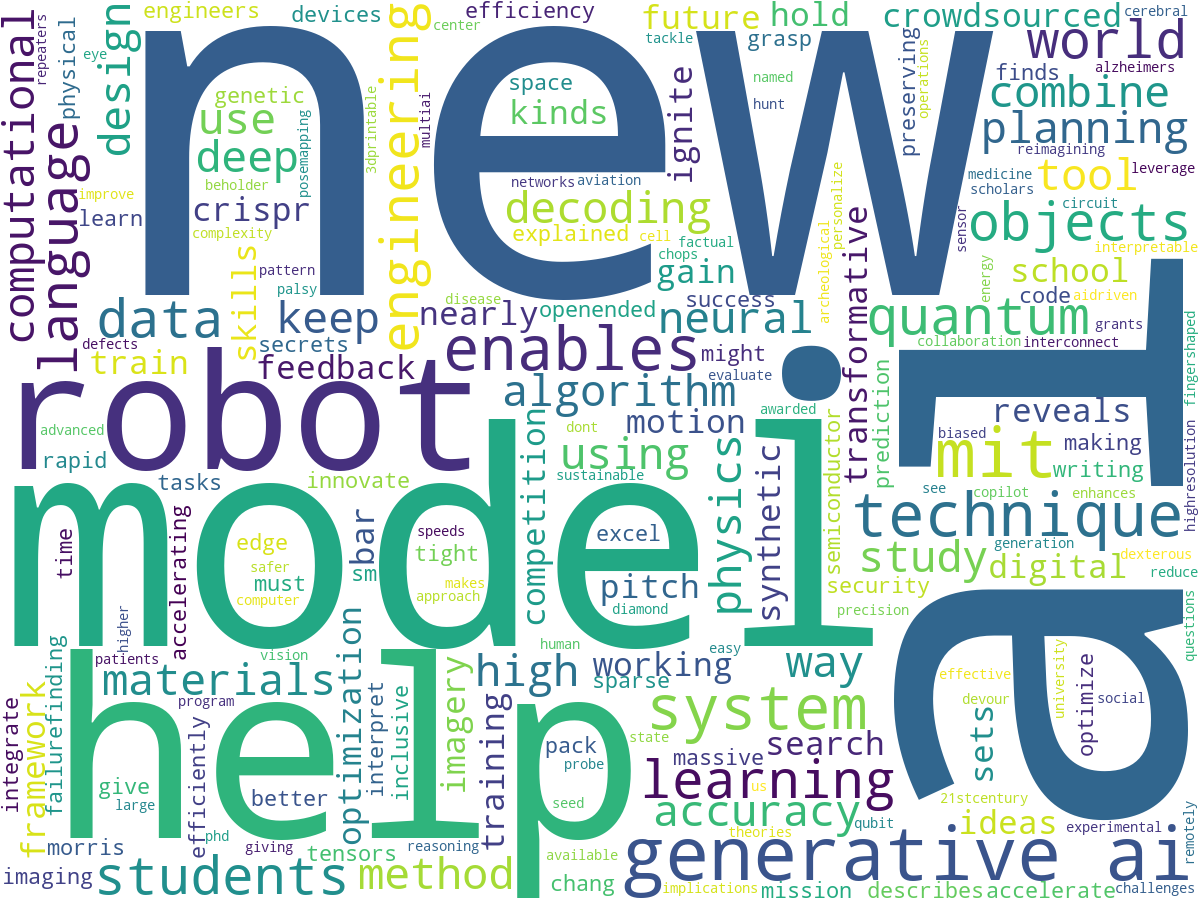 new
ai
model
help
robot
generative ai
engineers
devices
efficiency
center
future
hold
tackle
grasp
crowdsourced
cerebral
world
alzheimers
finds
combine
planning
reimagining
medicine
scholars
leverage
tool
circuit
objects
interpretable
repeaters
physical
eye
computational
design
language
improve
learn
genetic
use
deep
beholder
crispr
complexity
posemapping
3dprintable
engineering
multiai
space
kinds
networks
aviation
decoding
explained
cell
ignite
named
hunt
factual
chops
gain
personalize
archeological
preserving
operations
transformative
sensor
energy
school
code
aidriven
grants
quantum
collaboration
interconnect
fingershaped
pattern
palsy
skills
data
keep
defects
secrets
train
feedback
disease
nearly
openended
success
neural
enables
might
evaluate
algorithm
motion
awarded
prediction
reveals
biased
making
mit
writing
highresolution
advanced
rapid
tasks
innovate
dont
using
sustainable
competition
physics
synthetic
semiconductor
see
copilot
enhances
technique
generation
dexterous
study
digital
reduce
security
precision
time
accelerating
edge
safer
must
computer
bar
sm
speeds
tight
makes
approach
excel
pitch
diamond
questions
higher
patients
vision
materials
program
optimization
interpret
inclusive
imagery
training
high
human
working
sparse
easy
way
system
state
effective
devour
university
optimize
social
integrate
framework
failurefinding
give
large
efficiently
better
phd
giving
pack
probe
seed
massive
search
learning
us
sets
accuracy
qubit
21stcentury
ideas
experimental
remotely
morris
tensors
reasoning
available
theories
imaging
students
method
chang
implications
mission
describes
accelerate
challenges